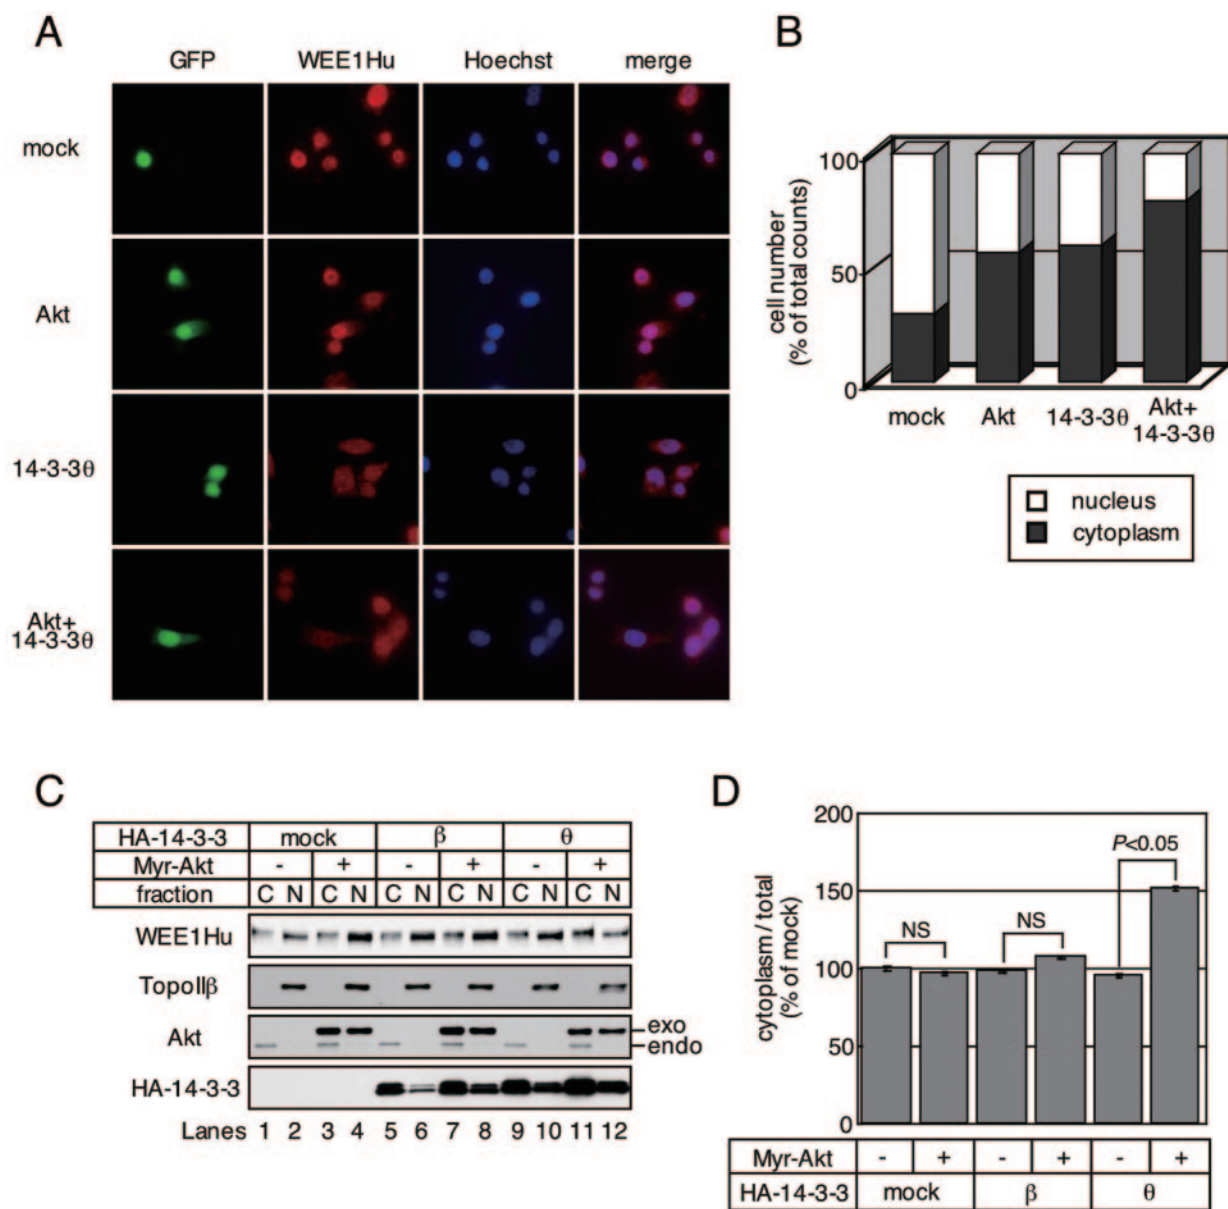 A
GFP WEE1Hu Hoechst merge
mock
Akt
14-3-3θ
Akt+
14-3-3θ
B
cell number
(% of total counts)
100
50
0
mock Akt 14-3-3θ Akt+
14-3-3θ
nucleus
cytoplasm
C
HA-14-3-3 mock β θ
Myr-Akt - + - + - +
fraction C N C N C N C N C N C N
WEE1Hu
TopoIIβ
Akt
exo
endo
HA-14-3-3
Lanes 1 2 3 4 5 6 7 8 9 10 11 12
D
cytoplasm / total
(% of mock)
200
150
100
50
0
NS
NS
P<0.05
Myr-Akt - + - + - +
HA-14-3-3 mock β θ